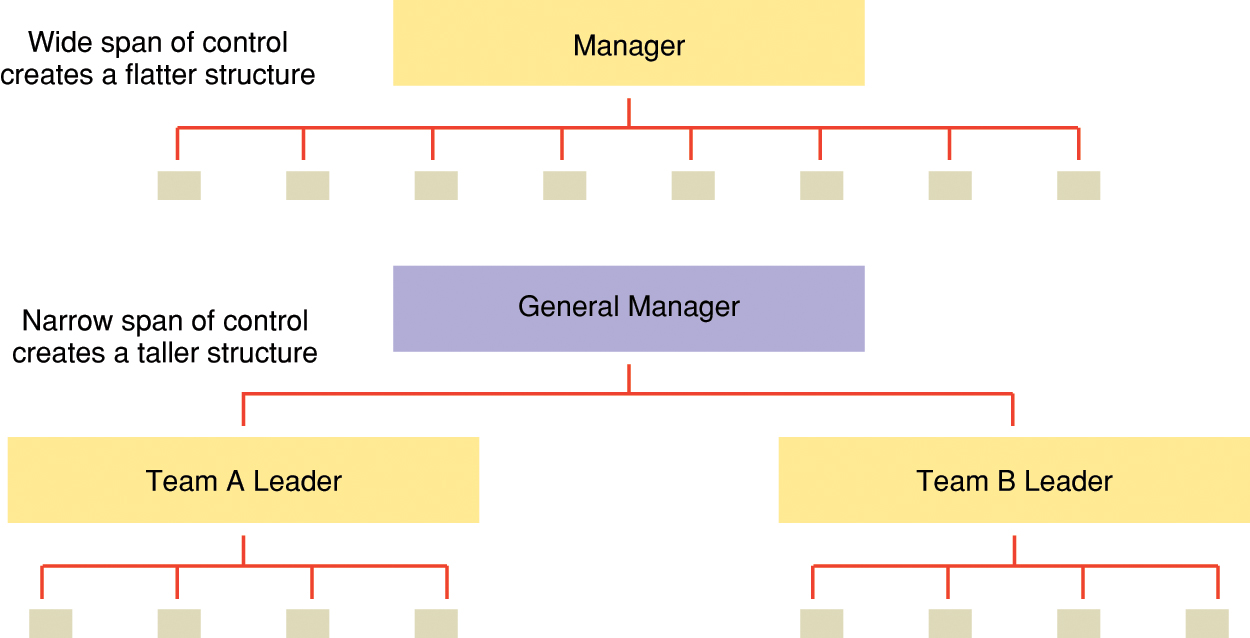 Wide span of control
creates a flatter structure
Manager
General Manager
Narrow span of control
creates a taller structure
Team A Leader
Team B Leader